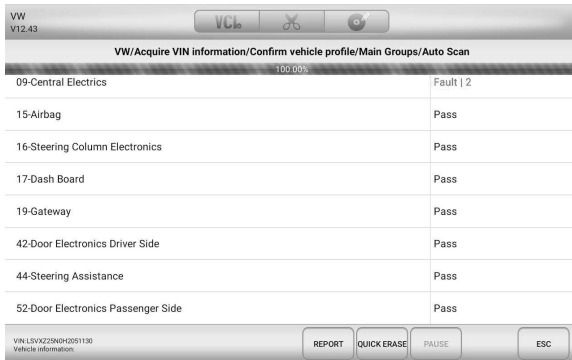 VW
V12.43
VCI
VW/Acquire VIN information/Confirm vehicle profile/Main Groups/Auto Scan
100.00%
09-Central Electrics Fault | 2
15-Airbag Pass
16-Steering Column Electronics Pass
17-Dash Board Pass
19-Gateway Pass
42-Door Electronics Driver Side Pass
44-Steering Assistance Pass
52-Door Electronics Passenger Side Pass
VIN:LSVXZ25N0H2051130
Vehicle information:
REPORT QUICK ERASE PAUSE ESC